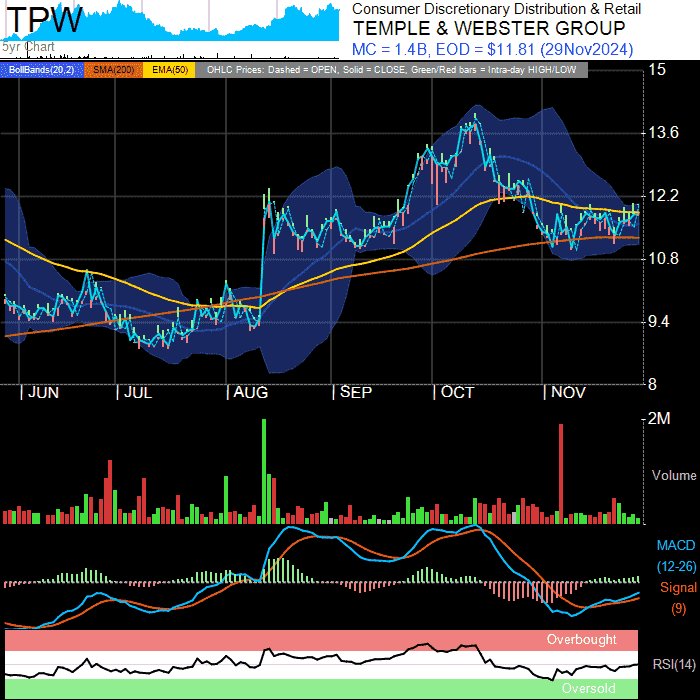 TPW
5yr Chart
Consumer Discretionary Distribution & Retail
TEMPLE & WEBSTER GROUP
MC = 1.4B, EOD = $11.81 (29Nov2024)
BollBands(20,2) SMA(200) EMA(50) OHLC Prices: Dashed = OPEN, Solid = CLOSE, Green/Red bars = Intra-day HIGH/LOW
15
13.6
12.2
10.8
9.4
8
JUN JUL AUG SEP OCT NOV
2M
Volume
MACD
(12-26)
Signal
(9)
Overbought
RSI(14)
Oversold